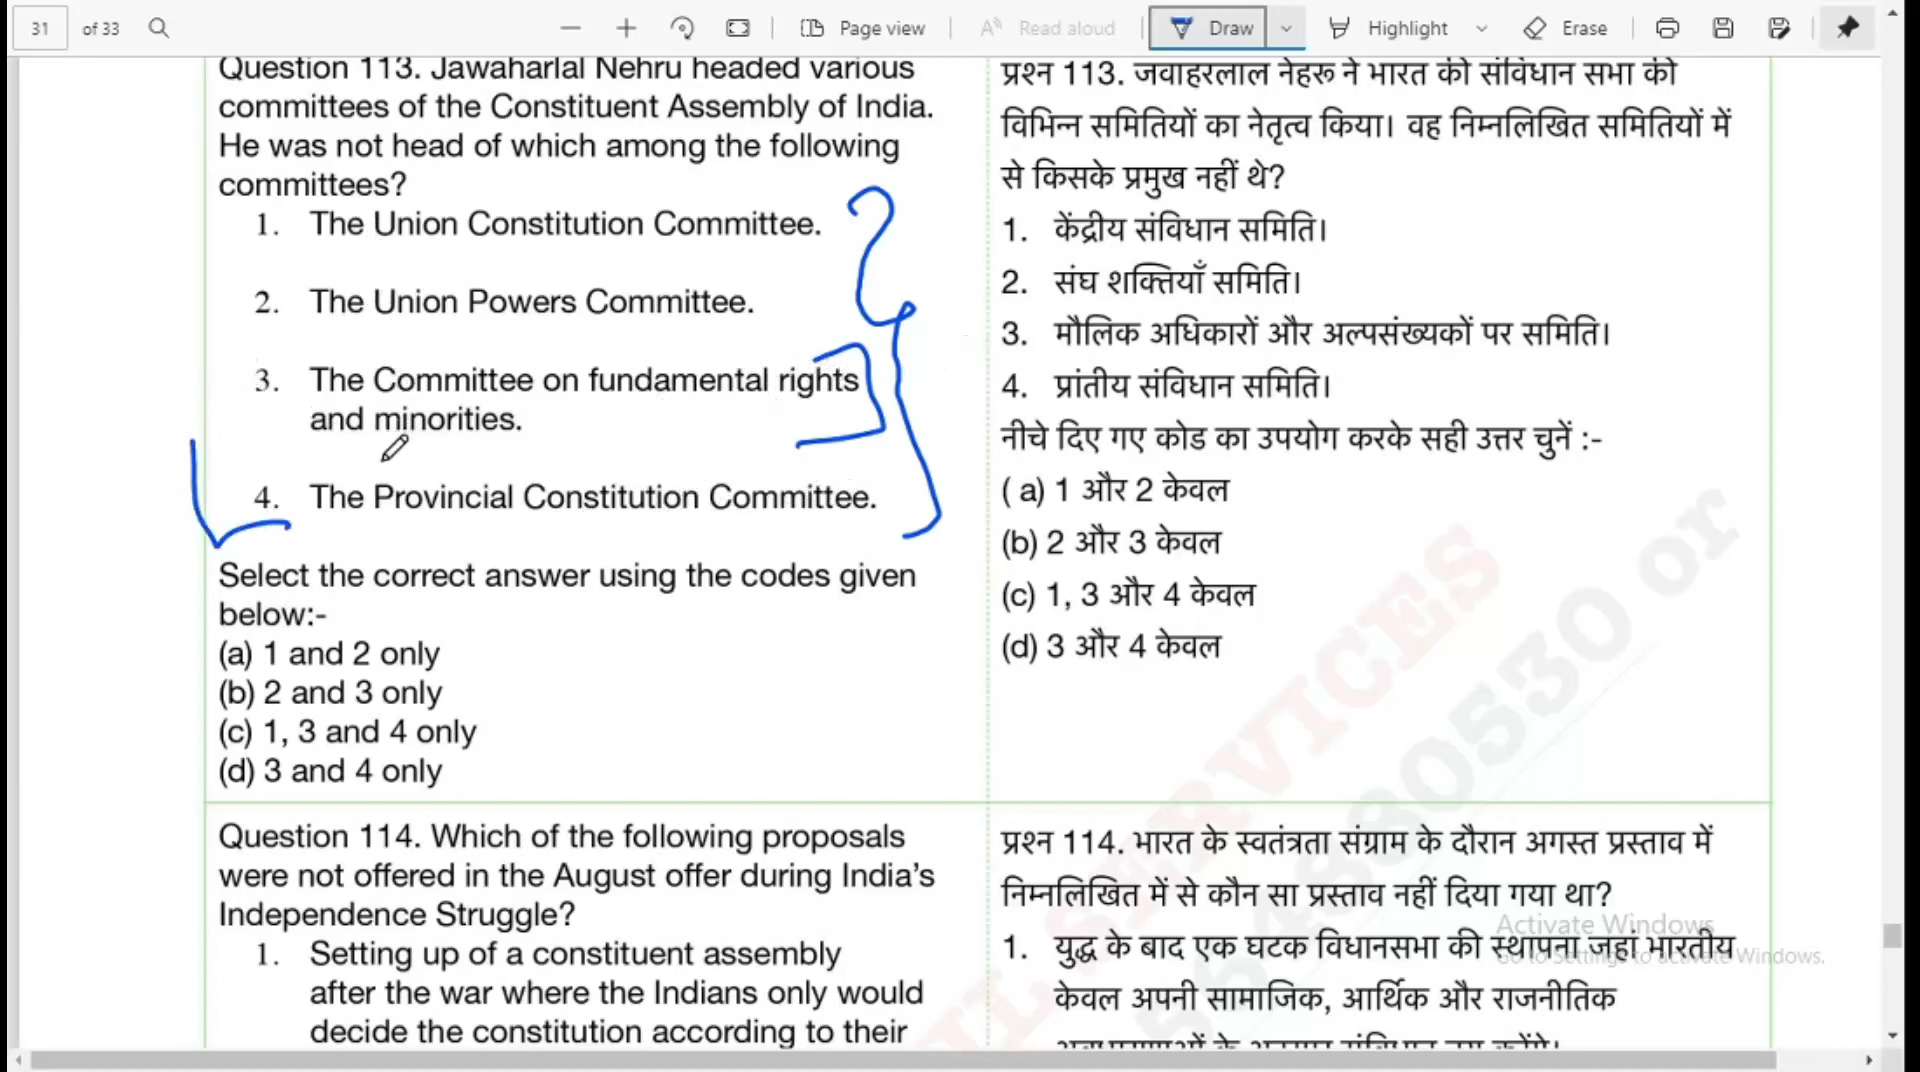 31 of 33 Page view Read aloud Draw Highlight Erase
Question 113. Jawaharlal Nehru headed various
committees of the Constituent Assembly of India.
He was not head of which among the following
committees?
1. The Union Constitution Committee.
2. The Union Powers Committee.
3. The Committee on fundamental rights
and minorities.
4. The Provincial Constitution Committee.
Select the correct answer using the codes given
below:-
(a) 1 and 2 only
(b) 2 and 3 only
(c) 1, 3 and 4 only
(d) 3 and 4 only
प्रश्न 113. जवाहरलाल नेहरू ने भारत की संविधान सभा की
विभिन्न समितियों का नेतृत्व किया। वह निम्नलिखित समितियों में
से किसके प्रमुख नहीं थे?
1. केंद्रीय संविधान समिति।
2. संघ शक्तियाँ समिति।
3. मौलिक अधिकारों और अल्पसंख्यकों पर समिति।
4. प्रांतीय संविधान समिति।
नीचे दिए गए कोड का उपयोग करके सही उत्तर चुनें :-
( a) 1 और 2 केवल
(b) 2 और 3 केवल
(c) 1, 3 और 4 केवल
(d) 3 और 4 केवल
Question 114. Which of the following proposals
were not offered in the August offer during India's
Independence Struggle?
1. Setting up of a constituent assembly
after the war where the Indians only would
decide the constitution according to their
प्रश्न 114. भारत के स्वतंत्रता संग्राम के दौरान अगस्त प्रस्ताव में
निम्नलिखित में से कौन सा प्रस्ताव नहीं दिया गया था?
1. युद्ध के बाद एक घटक विधानसभा की स्थापना जहां भारतीय
केवल अपनी सामाजिक, आर्थिक और राजनीतिक
Activate Windows
Go to Settings to activate Windows.
SERVICES
480530 or